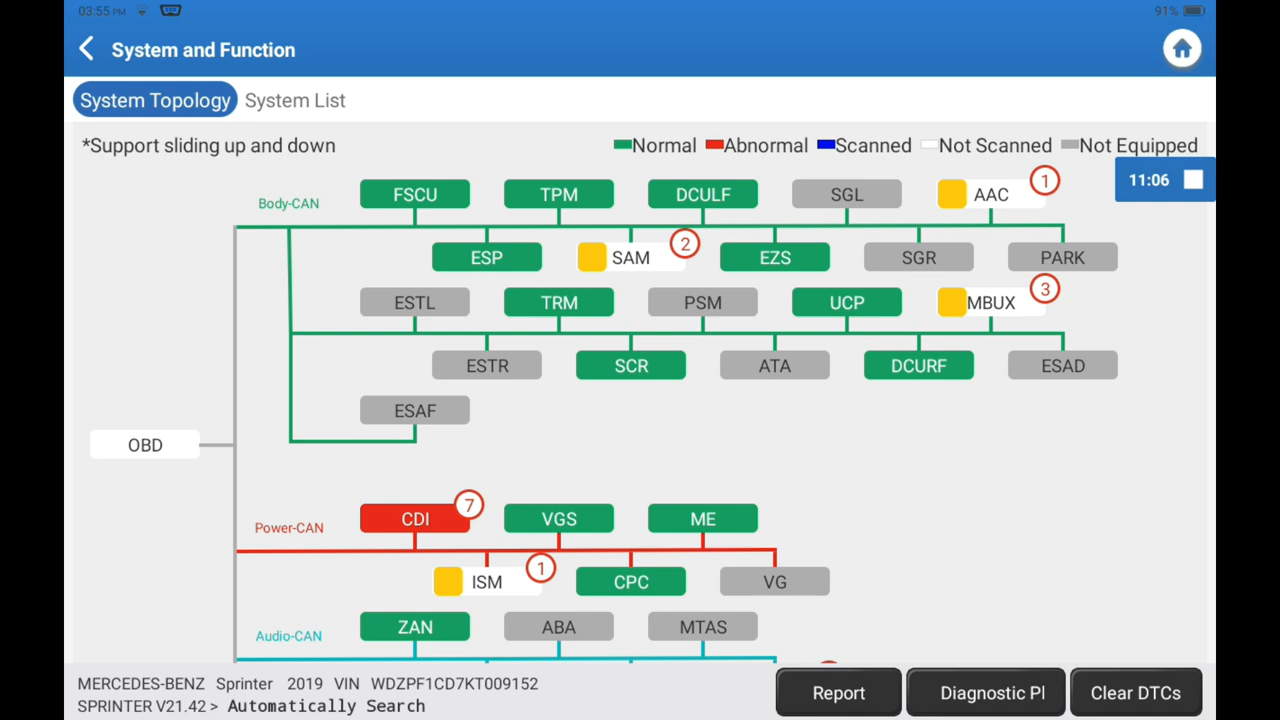 03:55 PM
91%
System and Function
System Topology System List
*Support sliding up and down
Normal Abnormal Scanned Not Scanned Not Equipped
11:06
Body-CAN FSCU TPM DCULF SGL AAC 1
ESP SAM 2 EZS SGR PARK
ESTL TRM PSM UCP MBUX 3
ESTR SCR ATA DCURF ESAD
ESAF
OBD
Power-CAN CDI 7 VGS ME
ISM 1 CPC VG
Audio-CAN ZAN ABA MTAS
MERCEDES-BENZ Sprinter 2019 VIN WDZPF1CD7KT009152
SPRINTER V21.42 > Automatically Search
Report Diagnostic Pl Clear DTCs